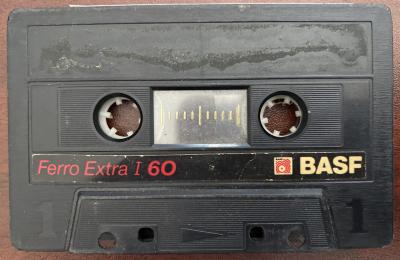 Ferro Extra I 60 BASF
1 1